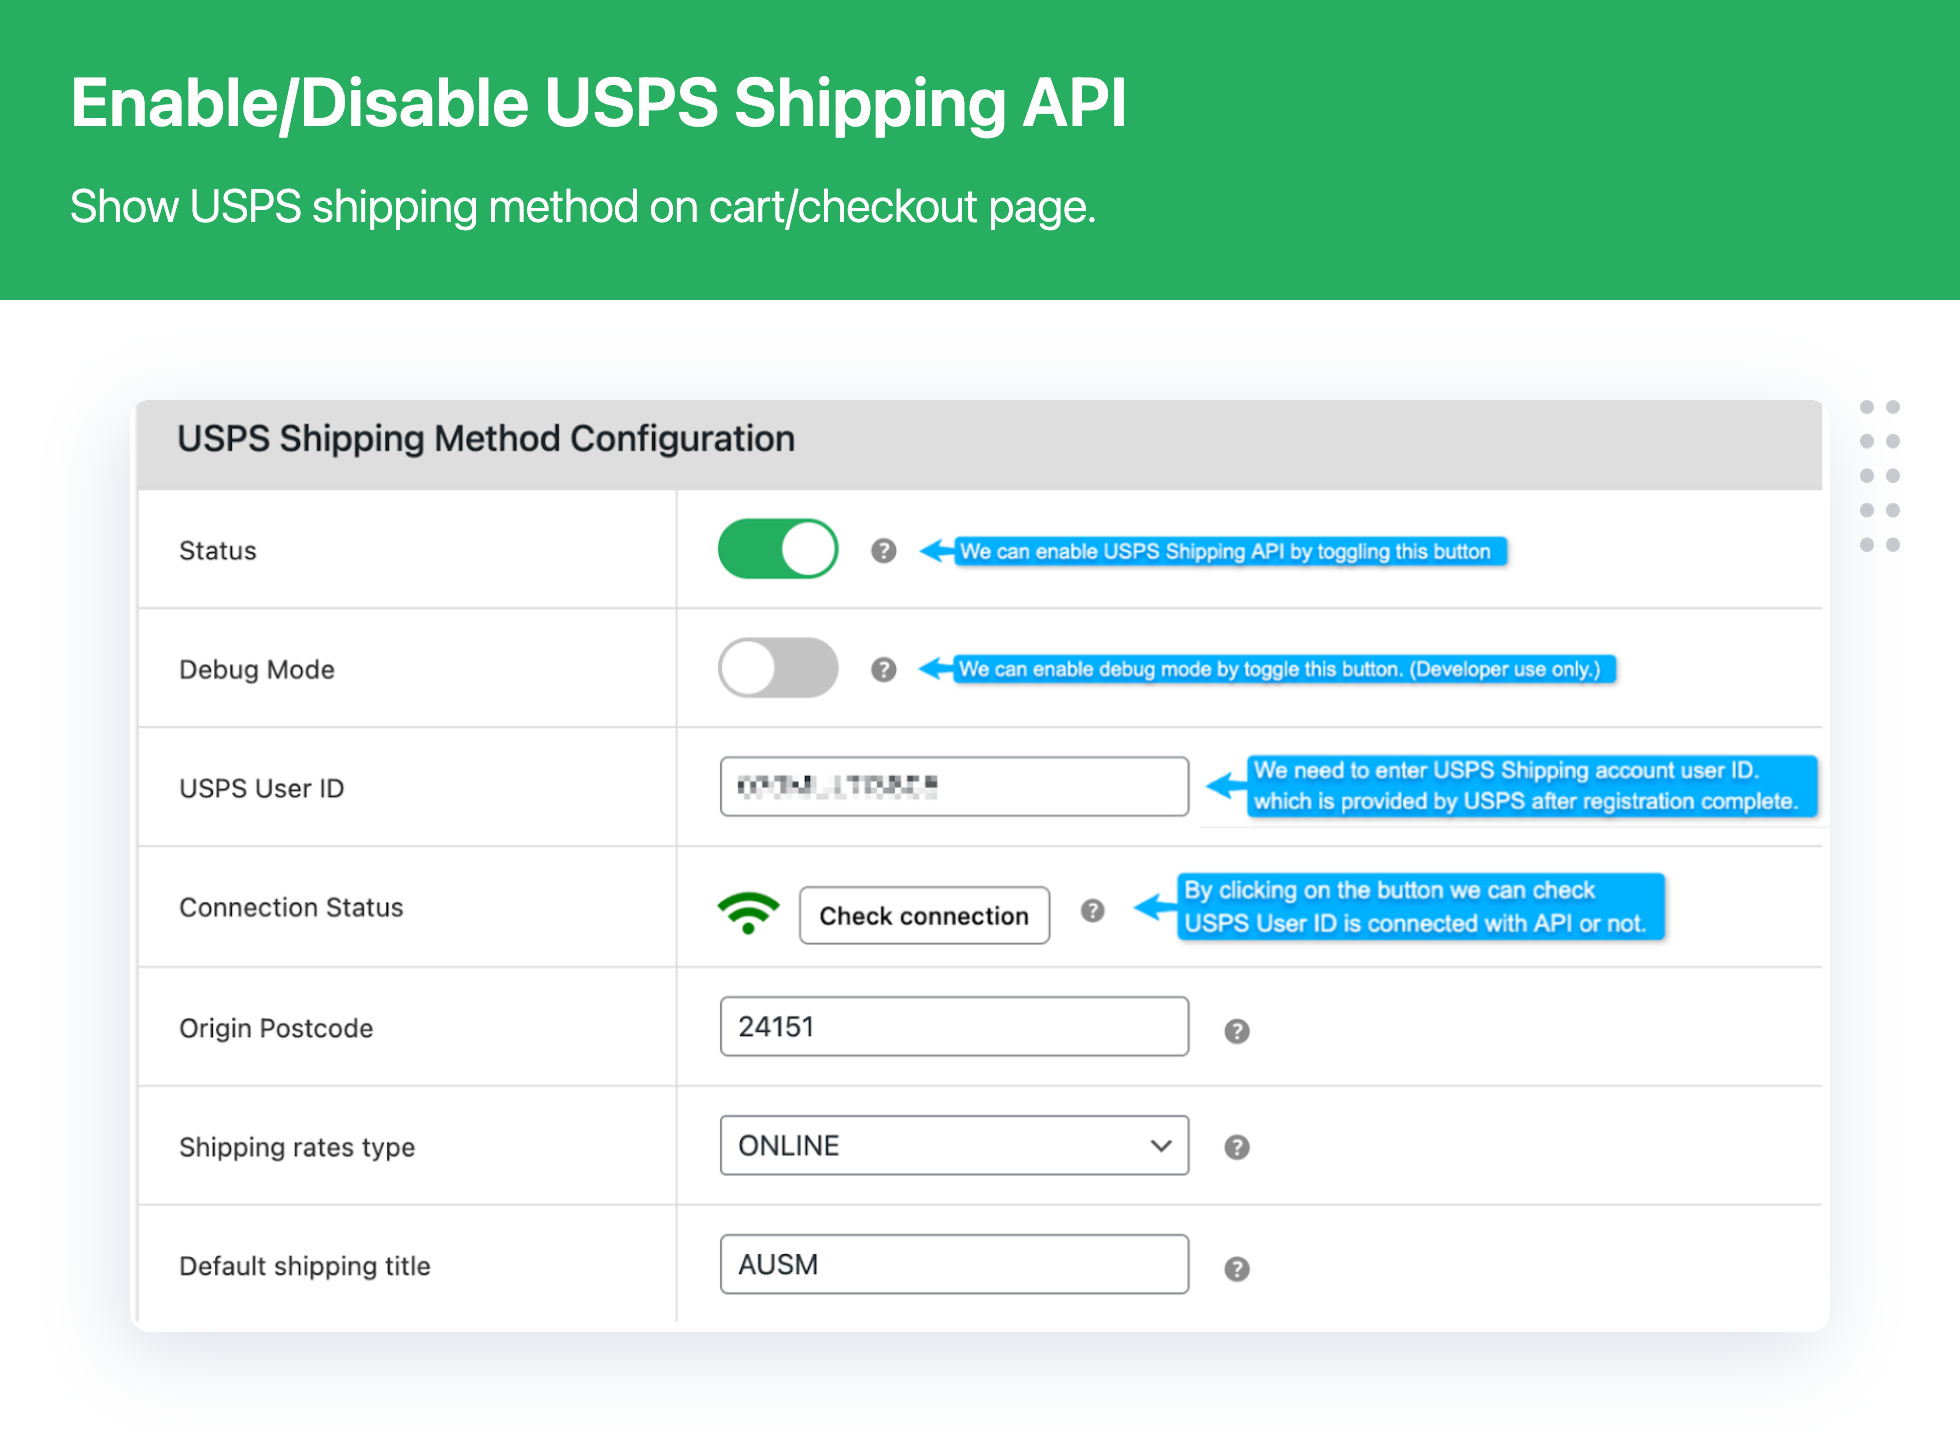 Enable/Disable USPS Shipping API
Show USPS shipping method on cart/checkout page.
USPS Shipping Method Configuration
Status
We can enable USPS Shipping API by toggling this button
Debug Mode
We can enable debug mode by toggle this button. (Developer use only.)
USPS User ID
We need to enter USPS Shipping account user ID.
which is provided by USPS after registration complete.
Connection Status
Check connection
By clicking on the button we can check
USPS User ID is connected with API or not.
Origin Postcode
24151
Shipping rates type
ONLINE
Default shipping title
AUSM